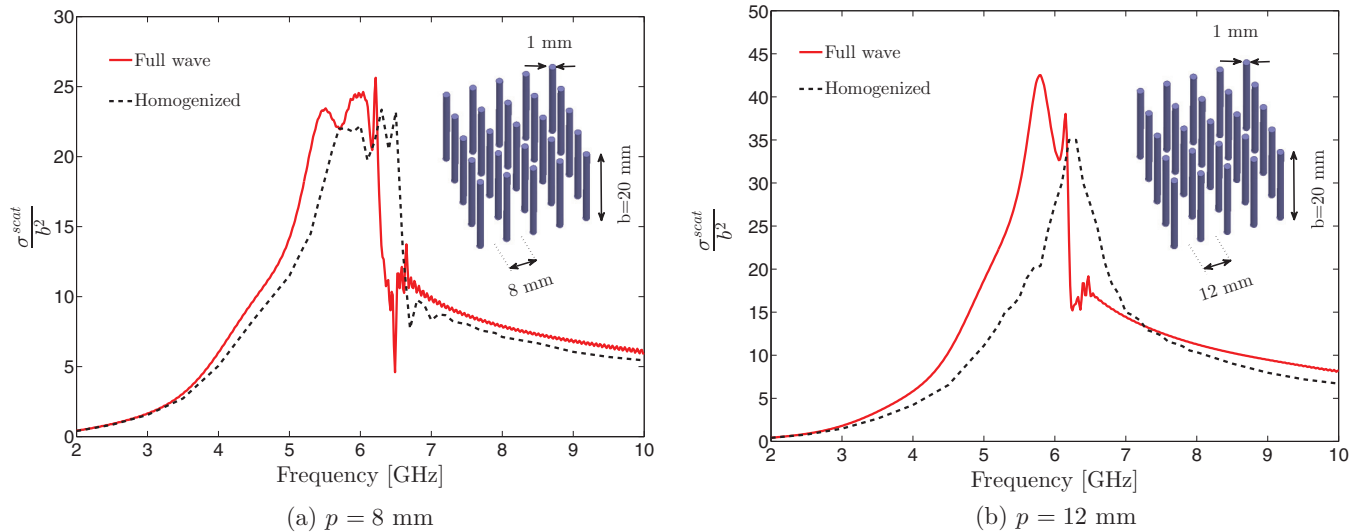 30
25
20
15
10
5
0
σ^scat
b^2
Full wave
Homogenized
1 mm
b=20 mm
8 mm
2 3 4 5 6 7 8 9 10
Frequency [GHz]
(a) p = 8 mm
50
45
40
35
30
25
20
15
10
5
0
σ^scat
b^2
Full wave
Homogenized
1 mm
b=20 mm
12 mm
2 3 4 5 6 7 8 9 10
Frequency [GHz]
(b) p = 12 mm